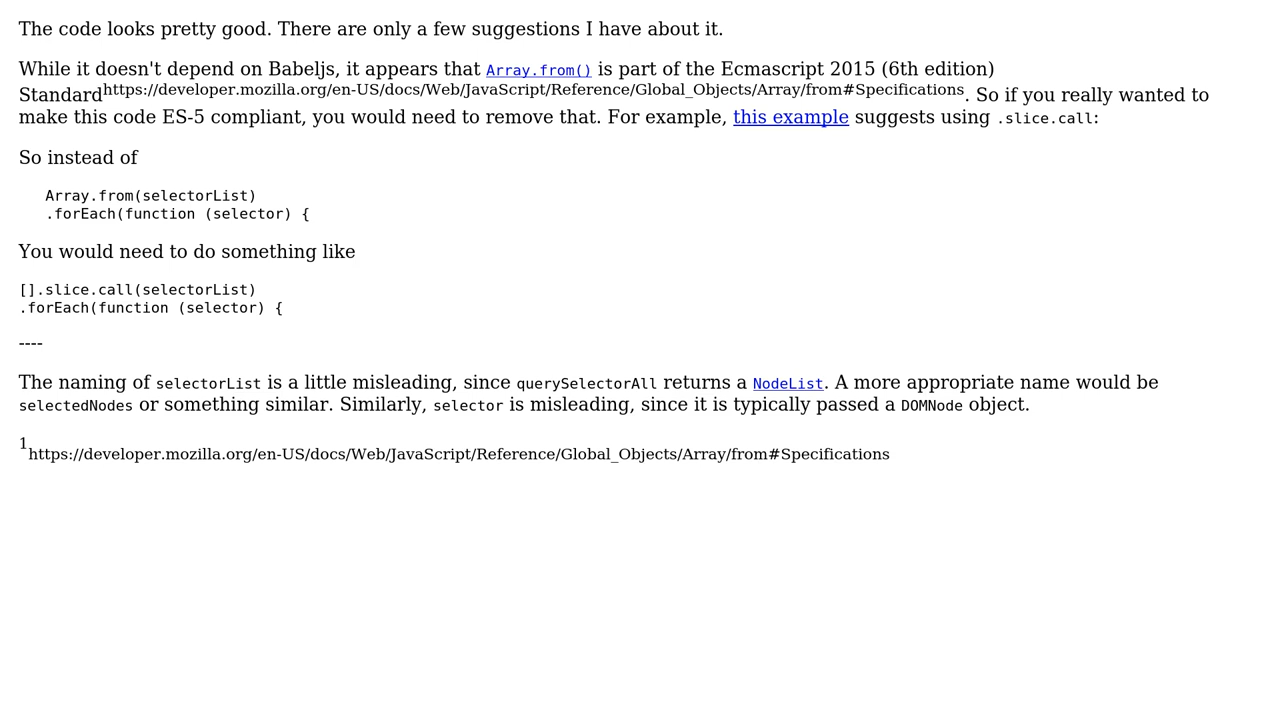 The code looks pretty good. There are only a few suggestions I have about it.
While it doesn't depend on Babeljs, it appears that Array.from() is part of the Ecmascript 2015 (6th edition)
Standardhttps://developer.mozilla.org/en-US/docs/Web/JavaScript/Reference/Global_Objects/Array/from#Specifications. So if you really wanted to
make this code ES-5 compliant, you would need to remove that. For example, this example suggests using .slice.call:
So instead of
Array.from(selectorList)
.forEach(function (selector) {
You would need to do something like
[].slice.call(selectorList)
.forEach(function (selector) {
----
The naming of selectorList is a little misleading, since querySelectorAll returns a NodeList. A more appropriate name would be
selectedNodes or something similar. Similarly, selector is misleading, since it is typically passed a DOMNode object.
1https://developer.mozilla.org/en-US/docs/Web/JavaScript/Reference/Global_Objects/Array/from#Specifications